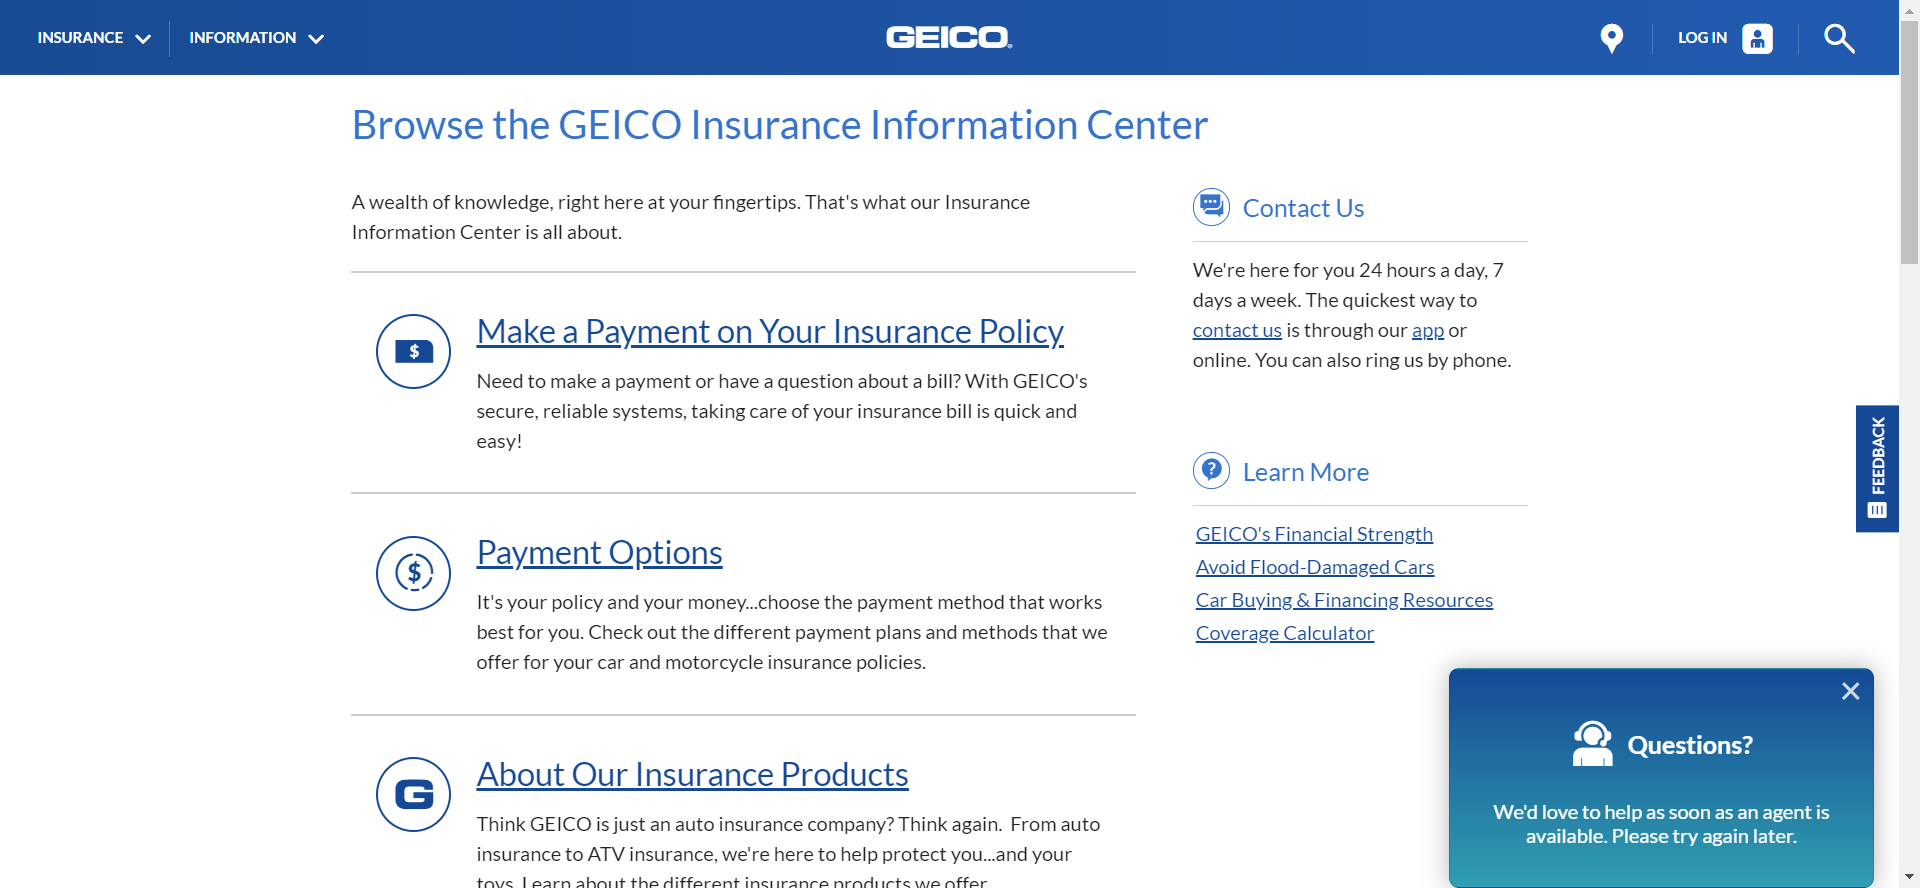 INSURANCE
INFORMATION
GEICO
LOG IN
Browse the GEICO Insurance Information Center
A wealth of knowledge, right here at your fingertips. That's what our Insurance
Information Center is all about.
$
Make a Payment on Your Insurance Policy
Need to make a payment or have a question about a bill? With GEICO's
secure, reliable systems, taking care of your insurance bill is quick and
easy!
$
Payment Options
It's your policy and your money...choose the payment method that works
best for you. Check out the different payment plans and methods that we
offer for your car and motorcycle insurance policies.
G
About Our Insurance Products
Think GEICO is just an auto insurance company? Think again.  From auto
insurance to ATV insurance, we're here to help protect you...and your
toys. Learn about the different insurance products we offer.
Contact Us
We're here for you 24 hours a day, 7
days a week. The quickest way to
contact us is through our app or
online. You can also ring us by phone.
?
Learn More
GEICO's Financial Strength
Avoid Flood-Damaged Cars
Car Buying & Financing Resources
Coverage Calculator
FEEDBACK
Questions?
We'd love to help as soon as an agent is
available. Please try again later.